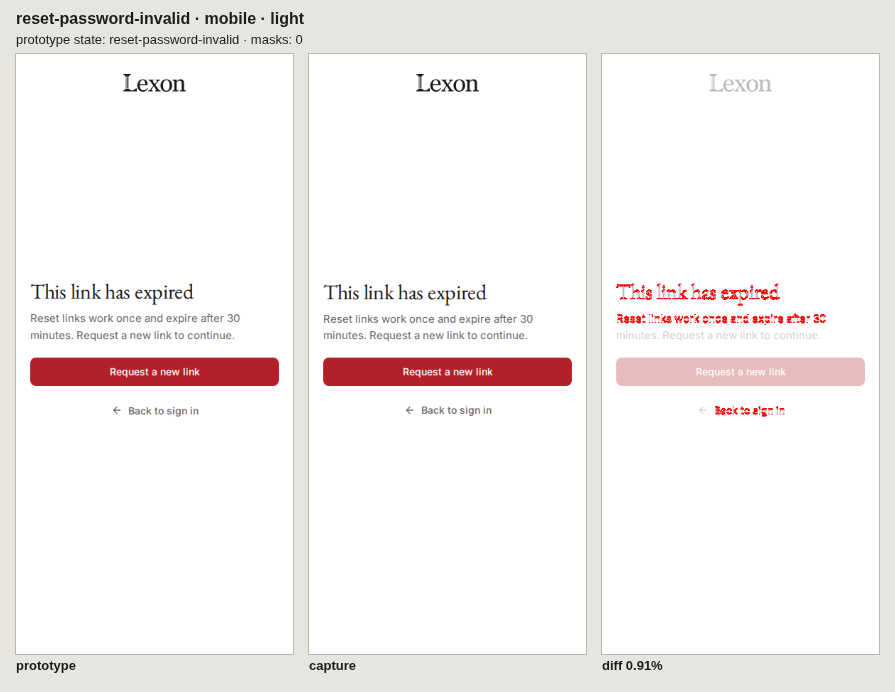 reset-password-invalid · mobile · light
prototype state: reset-password-invalid · masks: 0
Lexon
This link has expired
Reset links work once and expire after 30
minutes. Request a new link to continue.
Request a new link
← Back to sign in
prototype
Lexon
This link has expired
Reset links work once and expire after 30
minutes. Request a new link to continue.
Request a new link
← Back to sign in
capture
Lexon
This link has expired
Reset links work once and expire after 30
minutes. Request a new link to continue.
Request a new link
← Back to sign in
diff 0.91%